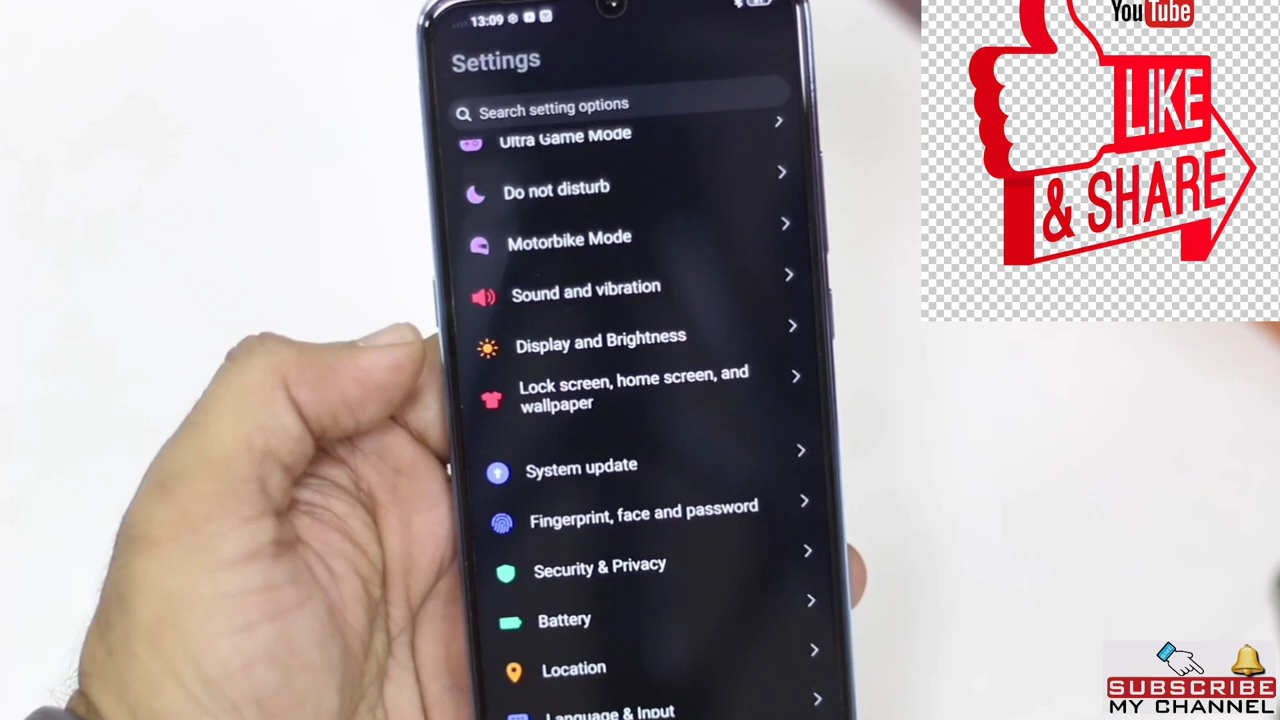 13:09
Settings
Search setting options
Ultra Game Mode
Do not disturb
Motorbike Mode
Sound and vibration
Display and Brightness
Lock screen, home screen, and
wallpaper
System update
Fingerprint, face and password
Security & Privacy
Battery
Location
Language & Input
YouTube
LIKE
& SHARE
SUBSCRIBE
MY CHANNEL